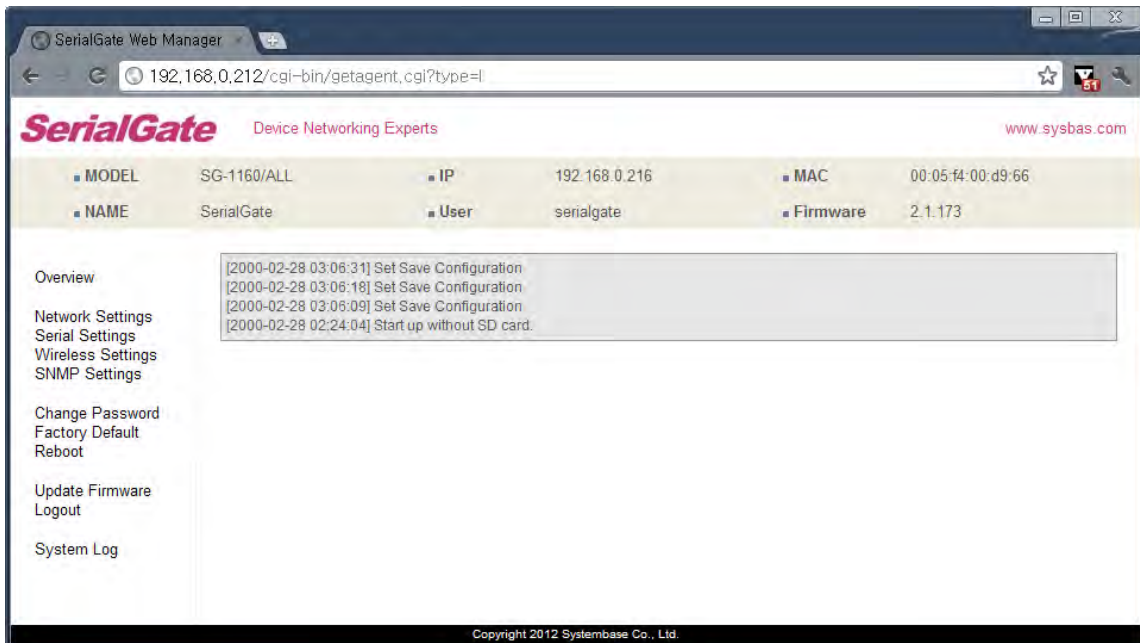 SerialGate Web Manager
192,168,0,212/cgi-bin/getagent,cgi?type=l
51
SerialGate Device Networking Experts www.sysbas.com
MODEL SG-1160/ALL IP 192.168.0.216 MAC 00:05:f4:00:d9:66
NAME SerialGate User serialgate Firmware 2.1.173
Overview
Network Settings
Serial Settings
Wireless Settings
SNMP Settings
Change Password
Factory Default
Reboot
Update Firmware
Logout
System Log
[2000-02-28 03:06:31] Set Save Configuration
[2000-02-28 03:06:18] Set Save Configuration
[2000-02-28 03:06:09] Set Save Configuration
[2000-02-28 02:24:04] Start up without SD card.
Copyright 2012 Systembase Co., Ltd.